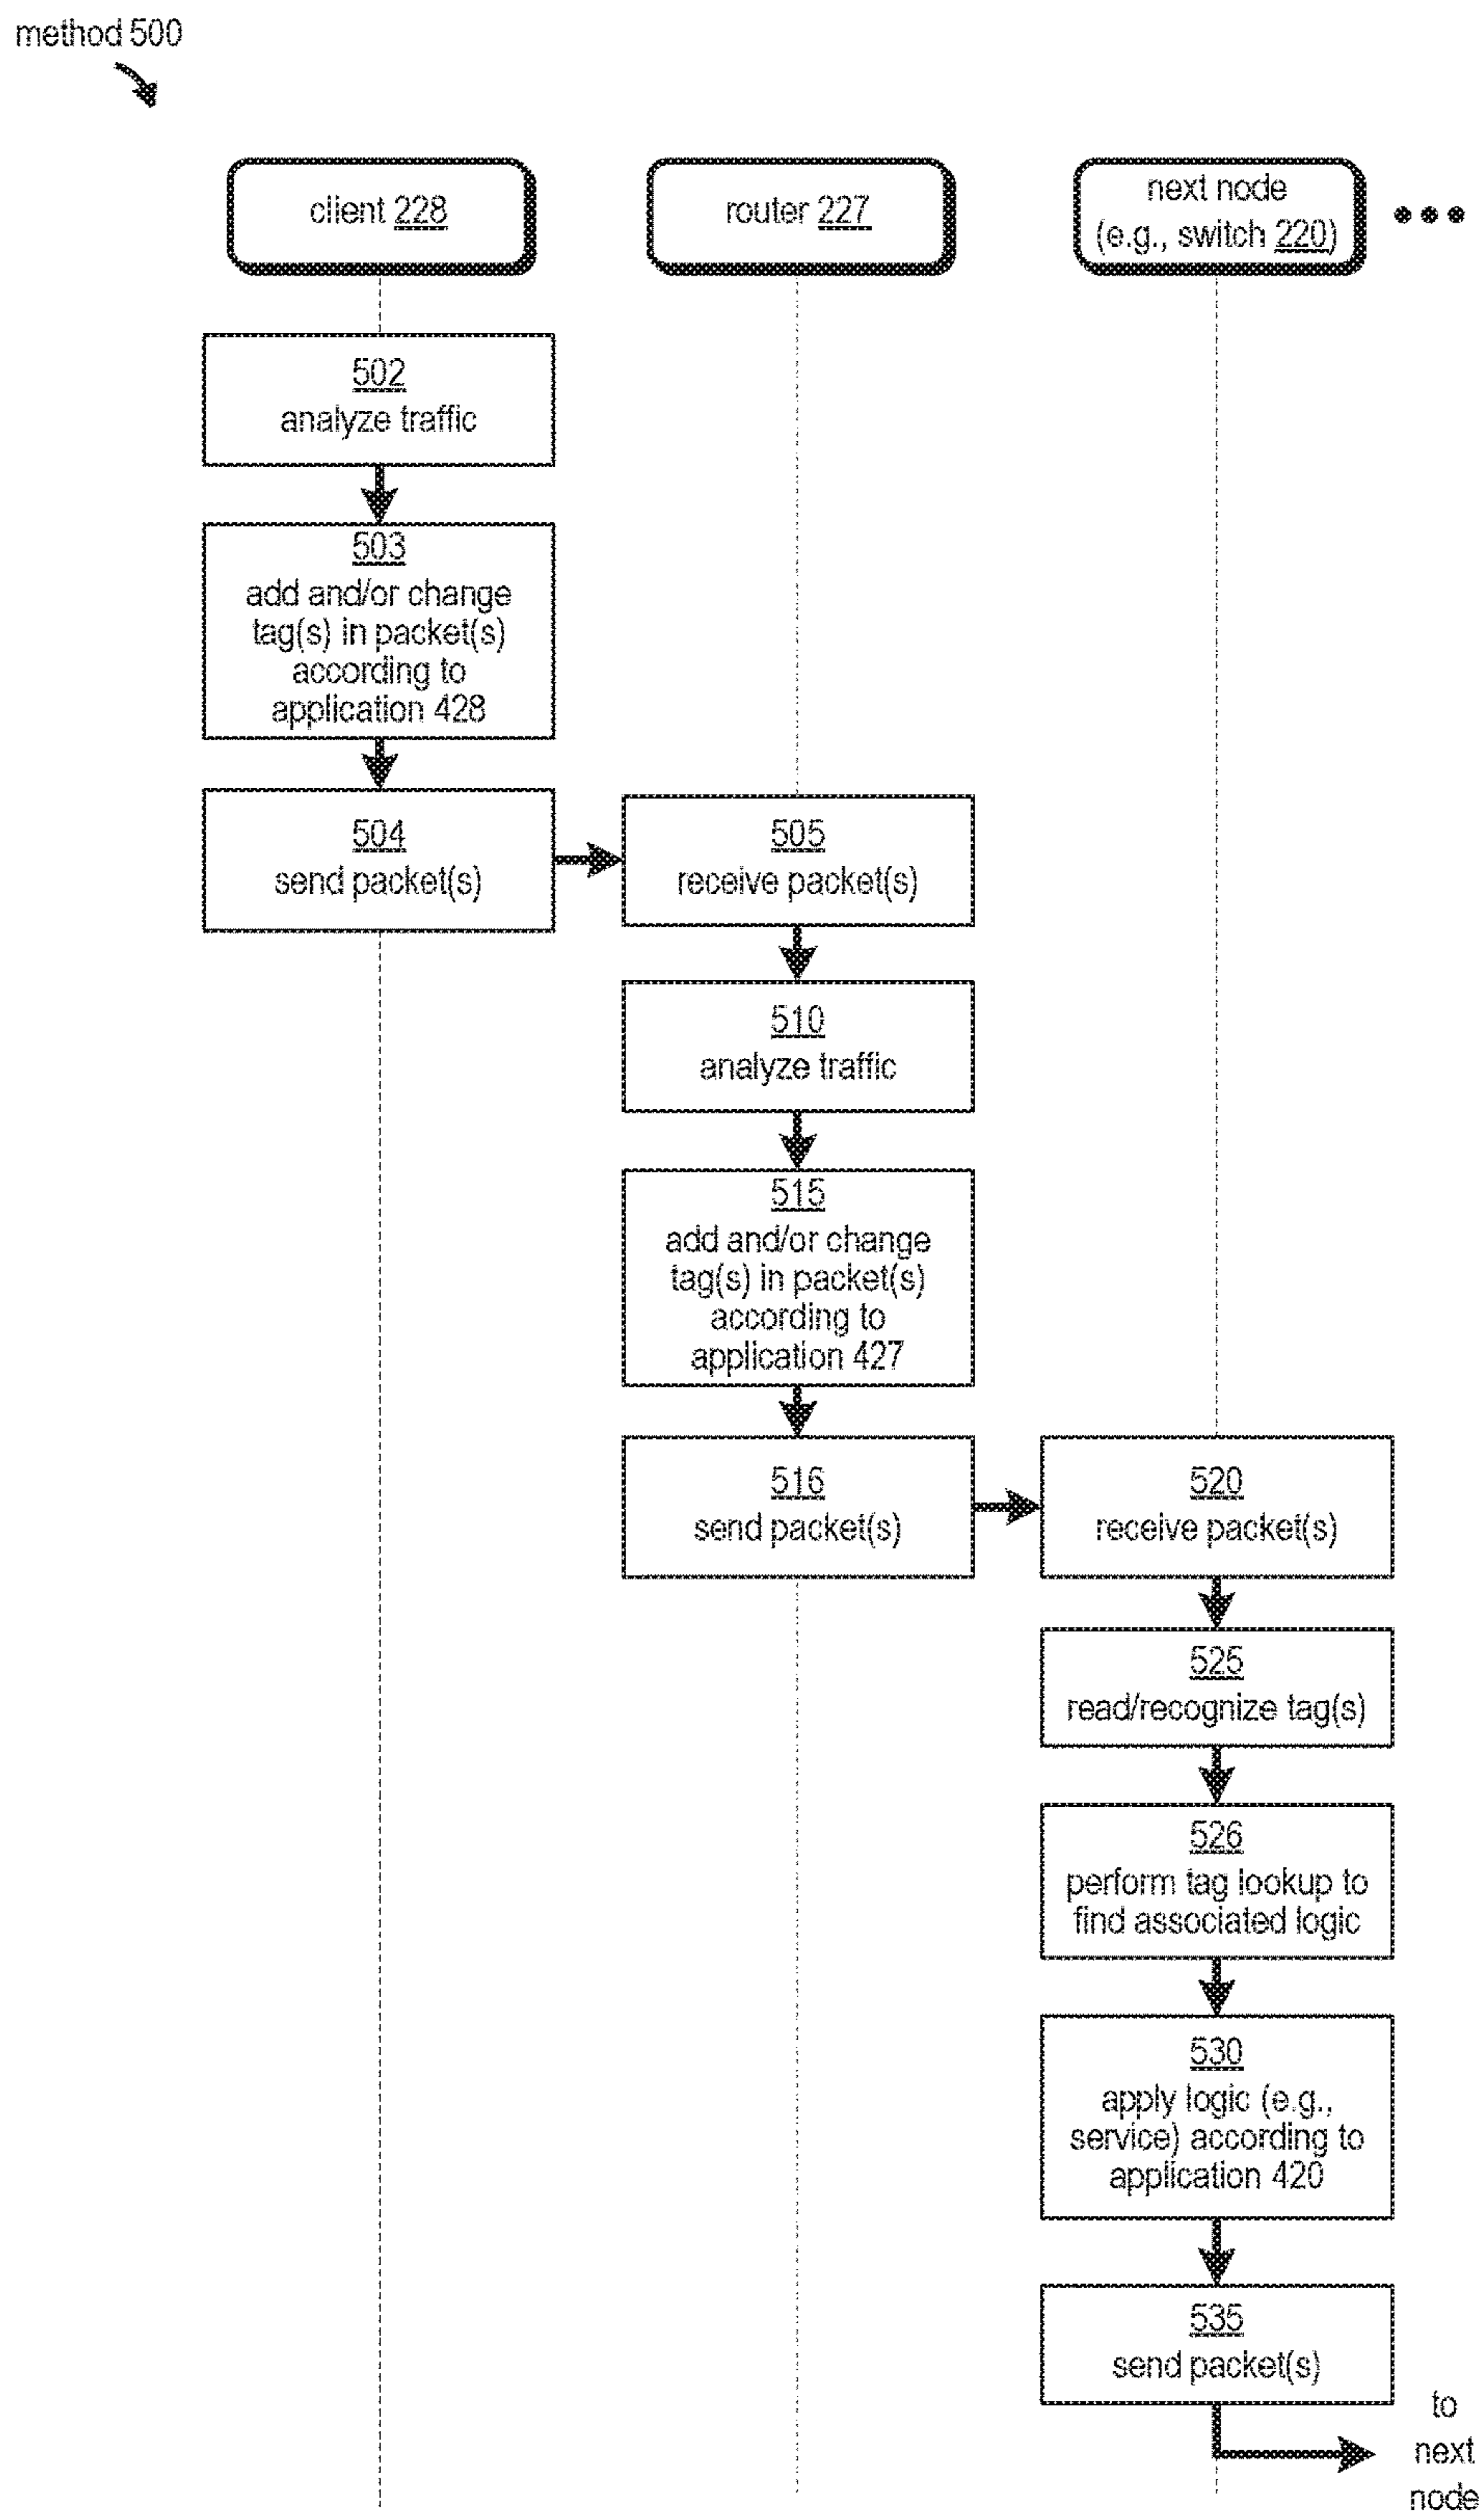 method 500
client 228
router 227
next node
(e.g., switch 220)
502
analyze traffic
503
add and/or change
tag(s) in packet(s)
according to
application 428
504
send packet(s)
505
receive packet(s)
510
analyze traffic
515
add and/or change
tag(s) in packet(s)
according to
application 427
516
send packet(s)
520
receive packet(s)
525
read/recognize tag(s)
526
perform tag lookup to
find associated logic
530
apply logic (e.g.,
service) according to
application 420
535
send packet(s)
to
next
node